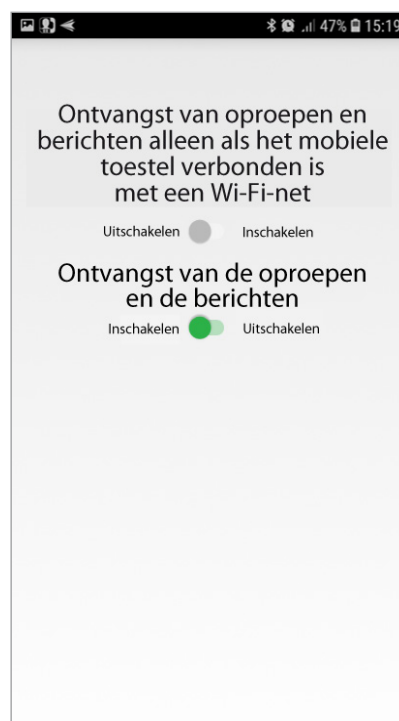 47% 15:19
Ontvangst van oproepen en
berichten alleen als het mobiele
toestel verbonden is
met een Wi-Fi-net
Uitschakelen Inschakelen
Ontvangst van de oproepen
en de berichten
Inschakelen Uitschakelen